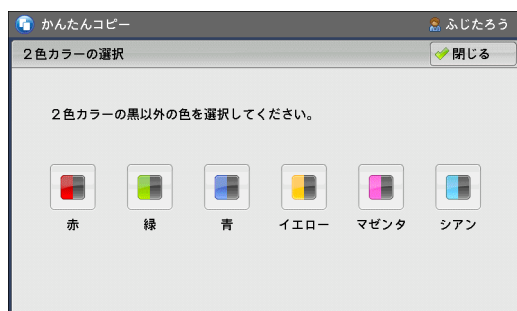 かんたんコピー ふじたろう
2色カラーの選択 閉じる
2色カラーの黒以外の色を選択してください。
赤 緑 青 イエロー マゼンタ シアン